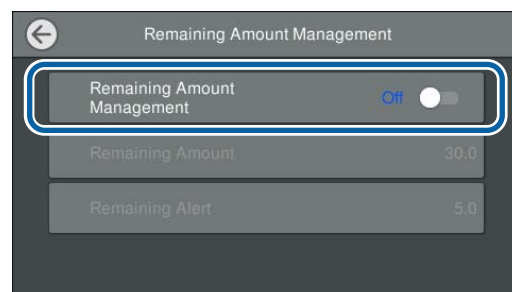 Remaining Amount Management
Remaining Amount
Management
Off
Remaining Amount
30.0
Remaining Alert
5.0